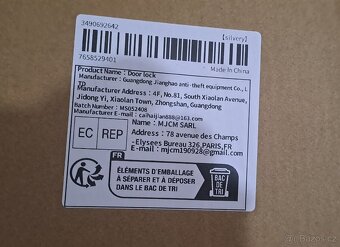 3490692642
[silvery]
7658529401
Made In China
Product Name : Door lock
Manufacturer : Guangdong Jianghao anti-theft equipment Co., L
TD
Manufacturer Address : 4F, No.81, South Xiaolan Avenue,
Jidong Yi, Xiaolan Town, Zhongshan, Guangdong
Batch Number : MS052408
E-mail : caihaijian888@163.com
EC REP
Name : MJCM SARL
Address : 78 avenue des Champs
-Elysees Bureau 326,PARIS,FR
E-mail : mjcm190928@gmail.com
FR
ÉLÉMENTS D'EMBALLAGE
À SÉPARER ET À DÉPOSER
DANS LE BAC DE TRI
BAC
DE TRI